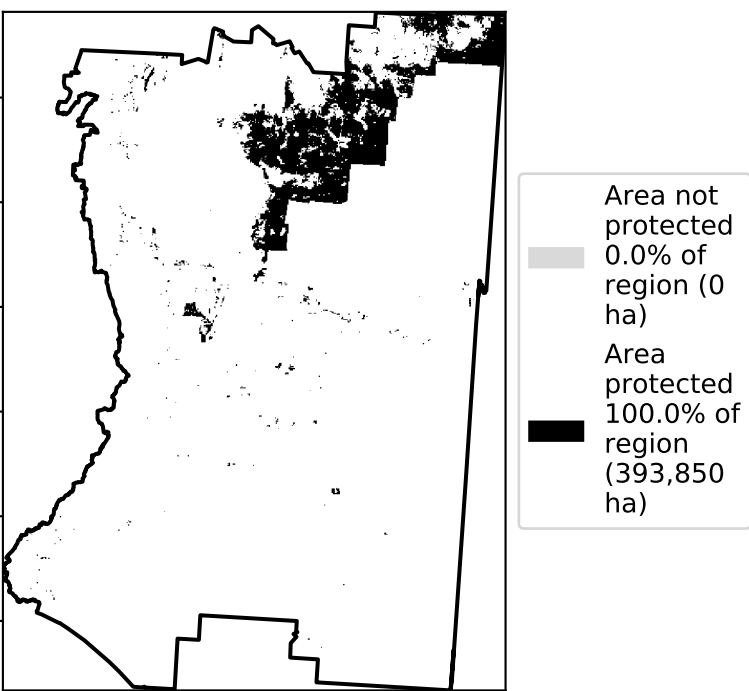 Area not
protected
0.0% of
region (0
ha)
Area
protected
100.0% of
region
(393,850
ha)